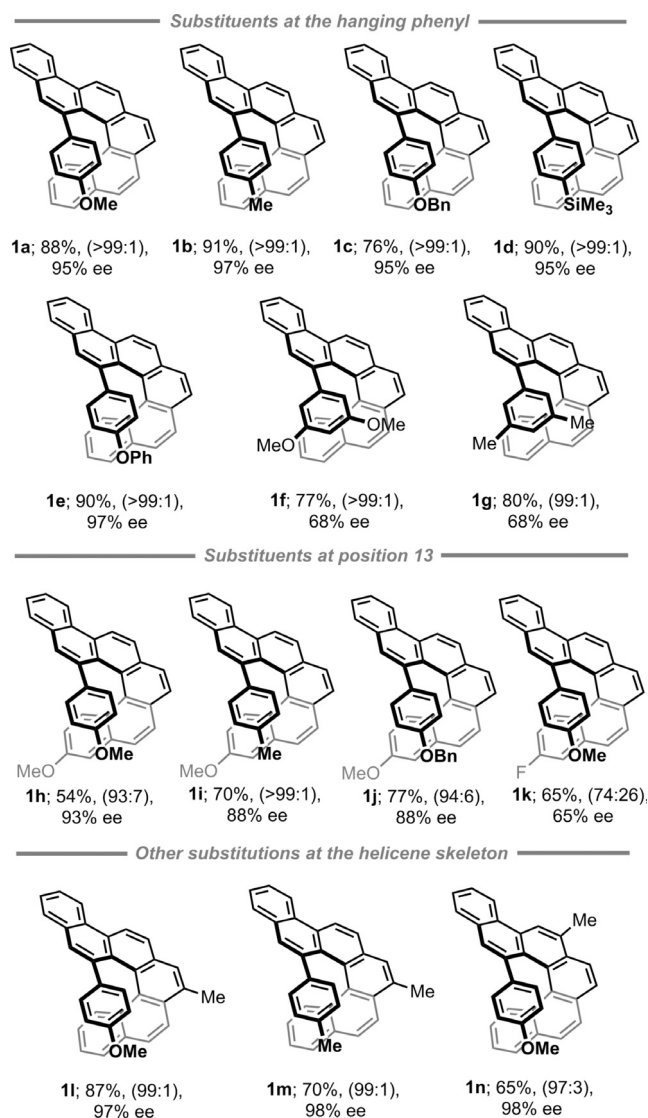 Substituents at the hanging phenyl
OMe
Me
OBn
SiMe3
1a; 88%, (>99:1),
95% ee
1b; 91%, (>99:1)
97% ee
1c; 76%, (>99:1)
95% ee
1d; 90%, (>99:1)
95% ee
OPh
MeO
OMe
Me
Me
1e; 90%, (>99:1)
97% ee
1f; 77%, (>99:1)
68% ee
1g; 80%, (99:1)
68% ee
Substituents at position 13
MeO
OMe
MeO
Me
MeO
OBn
F
OMe
1h; 54%, (93:7),
93% ee
1i; 70%, (>99:1),
88% ee
1j; 77%, (94:6)
88% ee
1k; 65%, (74:26),
65% ee
Other substitutions at the helicene skeleton
Me
OMe
Me
Me
Me
OMe
1l; 87%, (99:1)
97% ee
1m; 70%, (99:1)
98% ee
1n; 65%, (97:3)
98% ee